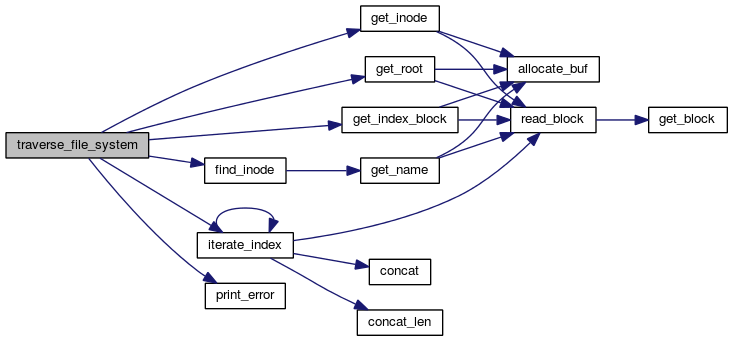 get_inode
get_root
allocate_buf
get_index_block
read_block
get_block
traverse_file_system
find_inode
get_name
iterate_index
concat
print_error
concat_len